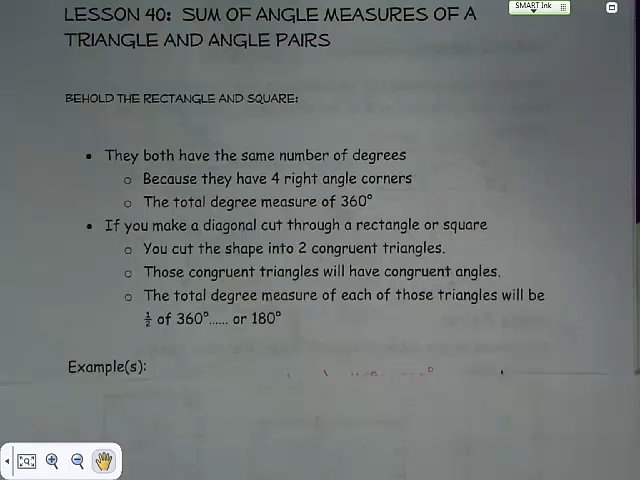 LESSON 40: SUM OF ANGLE MEASURES OF A
TRIANGLE AND ANGLE PAIRS
SMART Ink
BEHOLD THE RECTANGLE AND SQUARE:
• They both have the same number of degrees
o Because they have 4 right angle corners
o The total degree measure of 360°
• If you make a diagonal cut through a rectangle or square
o You cut the shape into 2 congruent triangles.
o Those congruent triangles will have congruent angles.
o The total degree measure of each of those triangles will be
½ of 360°...... or 180°
Example(s):